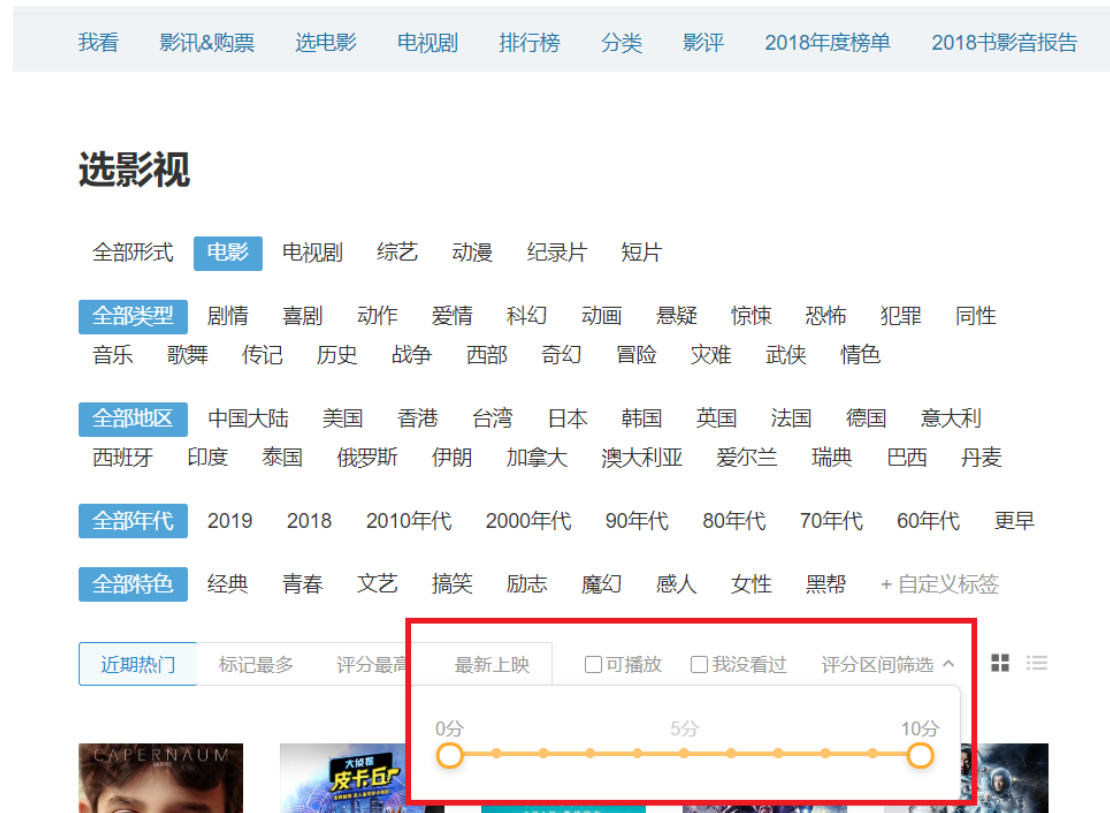 我看 影讯&购票 选电影 电视剧 排行榜 分类 影评 2018年度榜单 2018书影音报告
选影视
全部形式 电影 电视剧 综艺 动漫 纪录片 短片
全部类型 剧情 喜剧 动作 爱情 科幻 动画 悬疑 惊悚 恐怖 犯罪 同性
音乐 歌舞 传记 历史 战争 西部 奇幻 冒险 灾难 武侠 情色
全部地区 中国大陆 美国 香港 台湾 日本 韩国 英国 法国 德国 意大利
西班牙 印度 泰国 俄罗斯 伊朗 加拿大 澳大利亚 爱尔兰 瑞典 巴西 丹麦
全部年代 2019 2018 2010年代 2000年代 90年代 80年代 70年代 60年代 更早
全部特色 经典 青春 文艺 搞笑 励志 魔幻 感人 女性 黑帮 + 自定义标签
近期热门 标记最多 评分最高 最新上映 可播放 我没看过 评分区间筛选
0分 5分 10分
CAPERNAUM
大侦探
皮卡丘